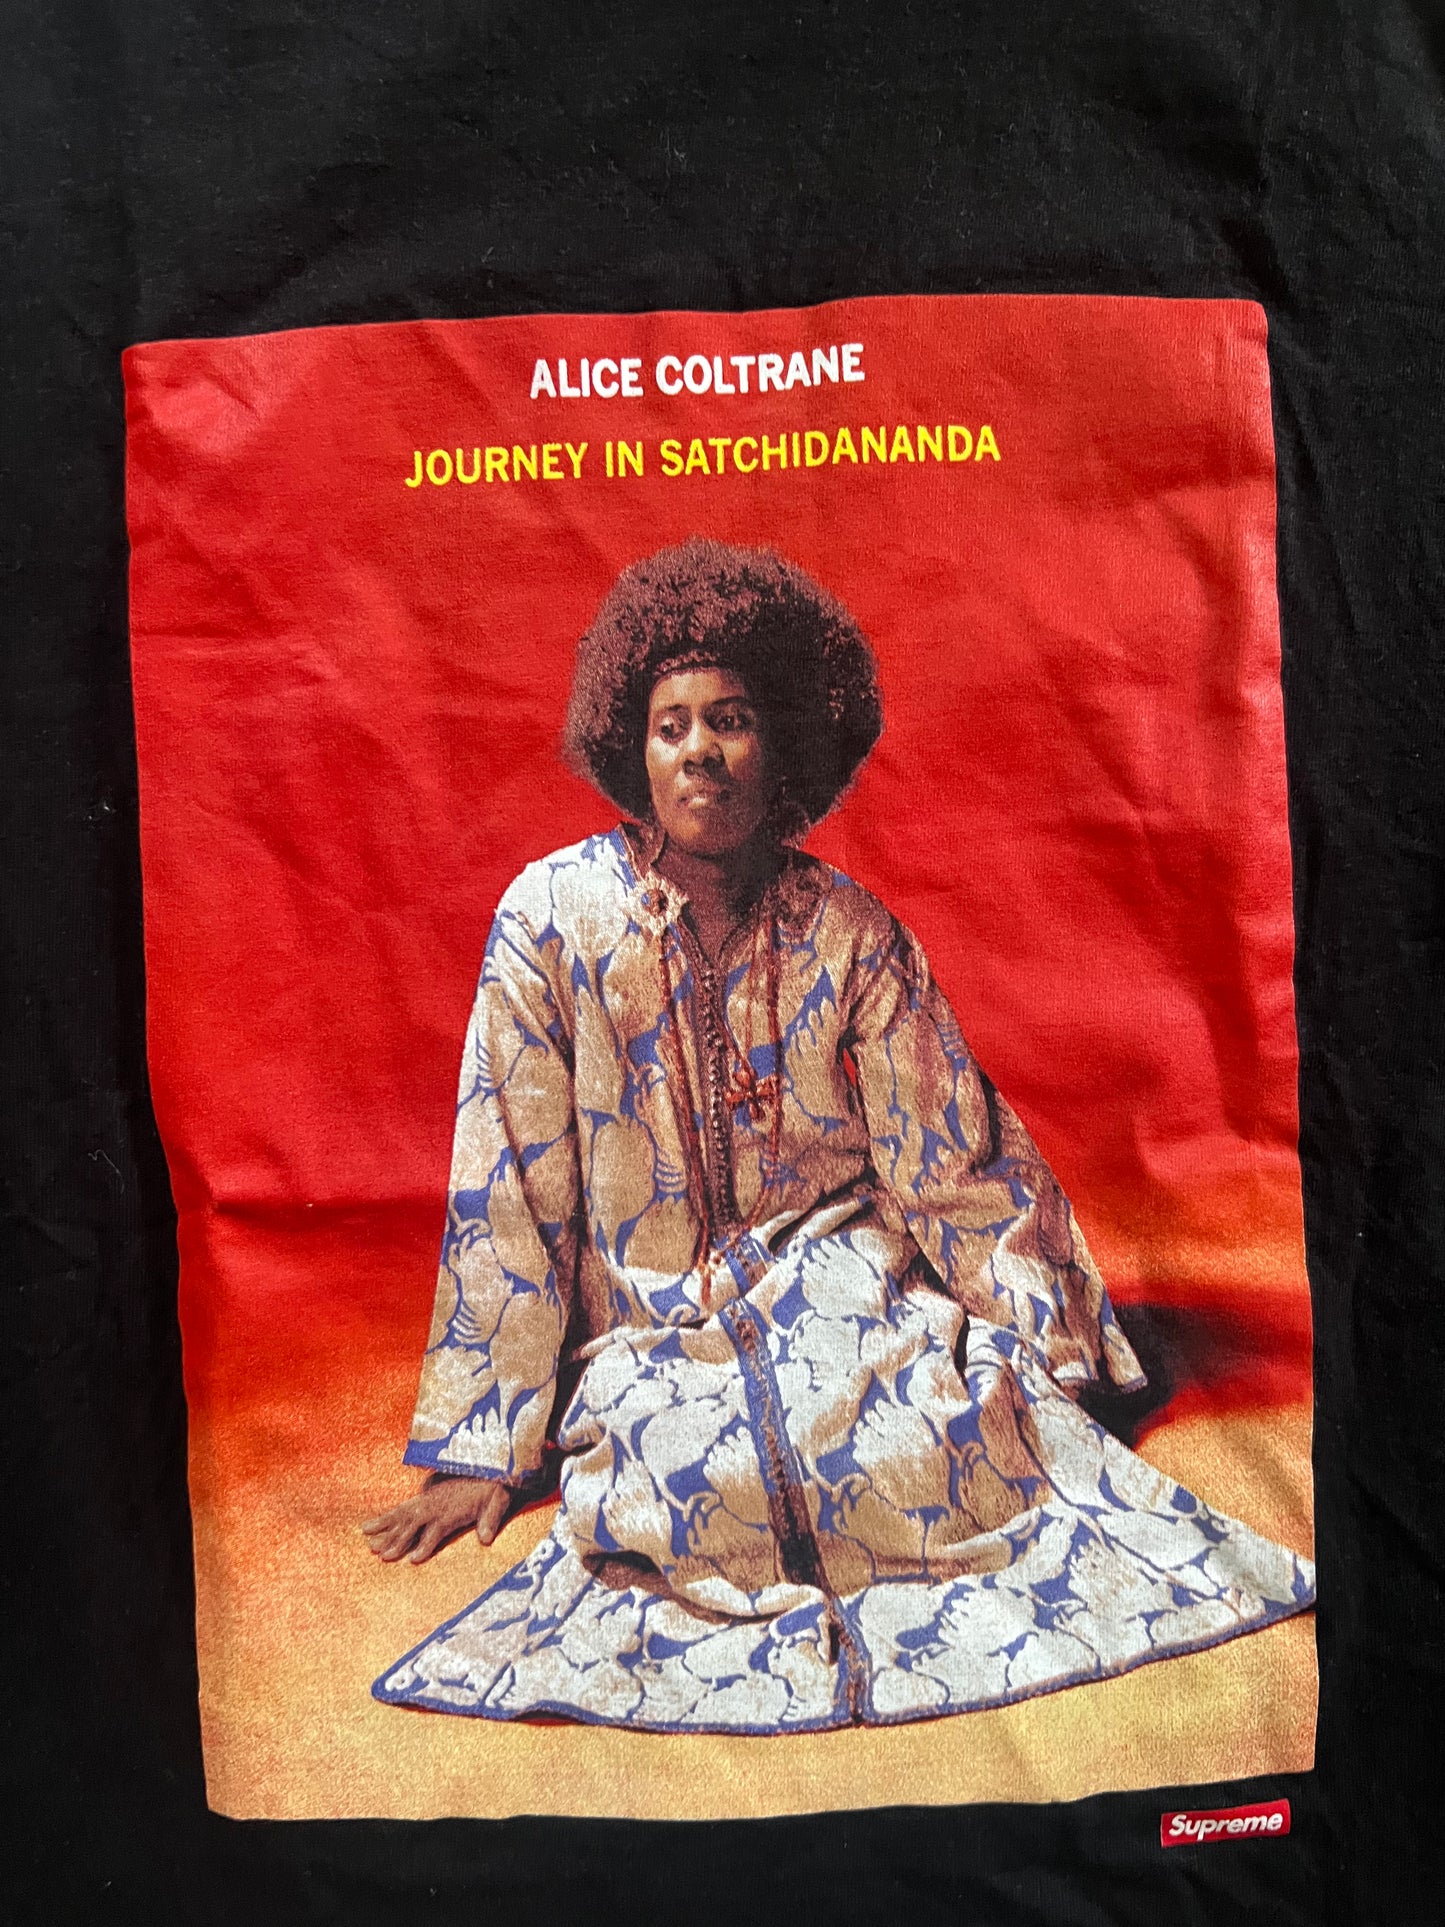 ALICE COLTRANE
JOURNEY IN SATCHIDANANDA
Supreme